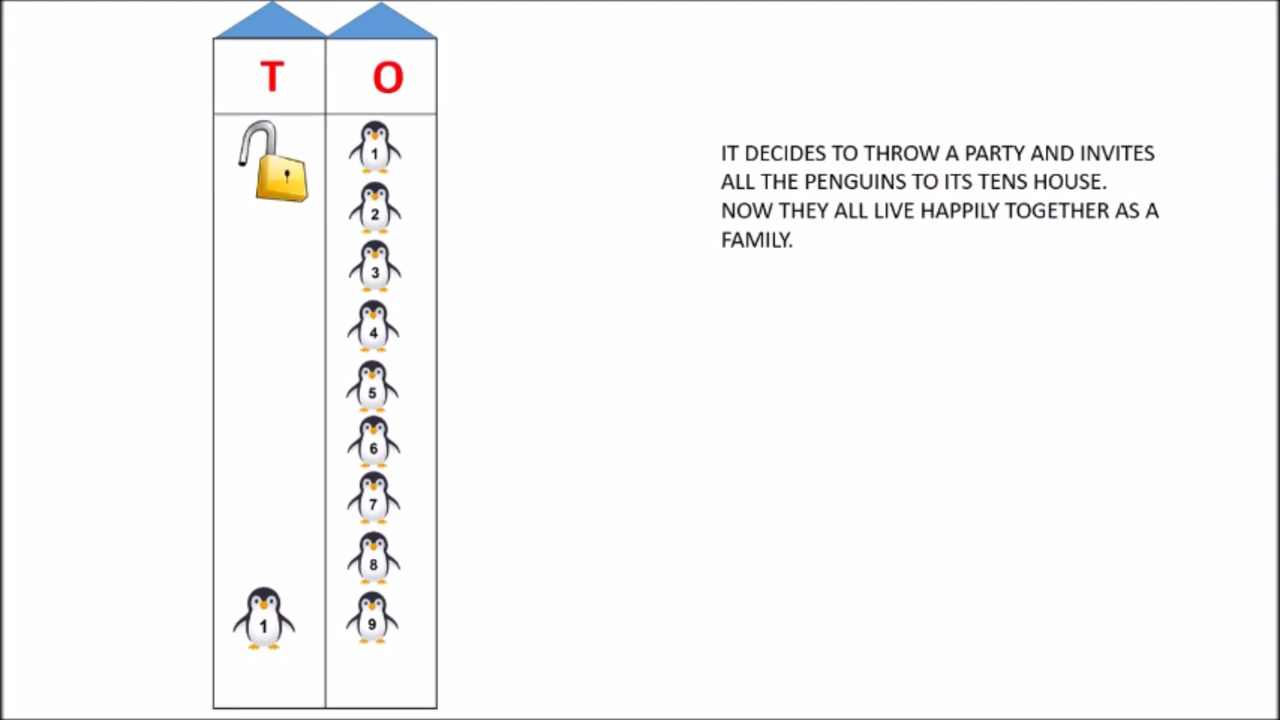 T O
1
2
3
4
5
6
7
8
1 9
IT DECIDES TO THROW A PARTY AND INVITES
ALL THE PENGUINS TO ITS TENS HOUSE.
NOW THEY ALL LIVE HAPPILY TOGETHER AS A
FAMILY.